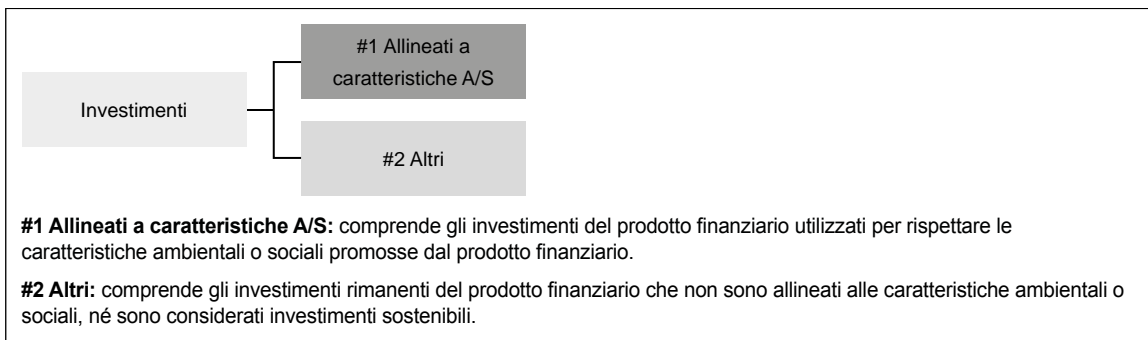 #1 Allineati a
caratteristiche A/S
Investimenti
#2 Altri
#1 Allineati a caratteristiche A/S: comprende gli investimenti del prodotto finanziario utilizzati per rispettare le
caratteristiche ambientali o sociali promosse dal prodotto finanziario.
#2 Altri: comprende gli investimenti rimanenti del prodotto finanziario che non sono allineati alle caratteristiche ambientali o
sociali, né sono considerati investimenti sostenibili.